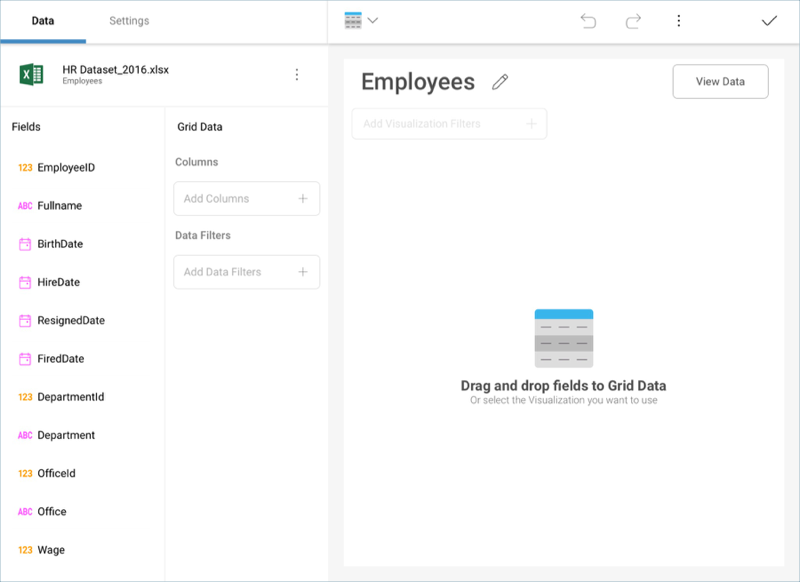 Data
Settings
HR Dataset_2016.xlsx
Employees
Fields
123 EmployeeID
ABC Fullname
BirthDate
HireDate
ResignedDate
FiredDate
123 DepartmentId
ABC Department
123 OfficeId
ABC Office
123 Wage
Grid Data
Columns
Add Columns
Data Filters
Add Data Filters
Employees
View Data
Add Visualization Filters
Drag and drop fields to Grid Data
Or select the Visualization you want to use